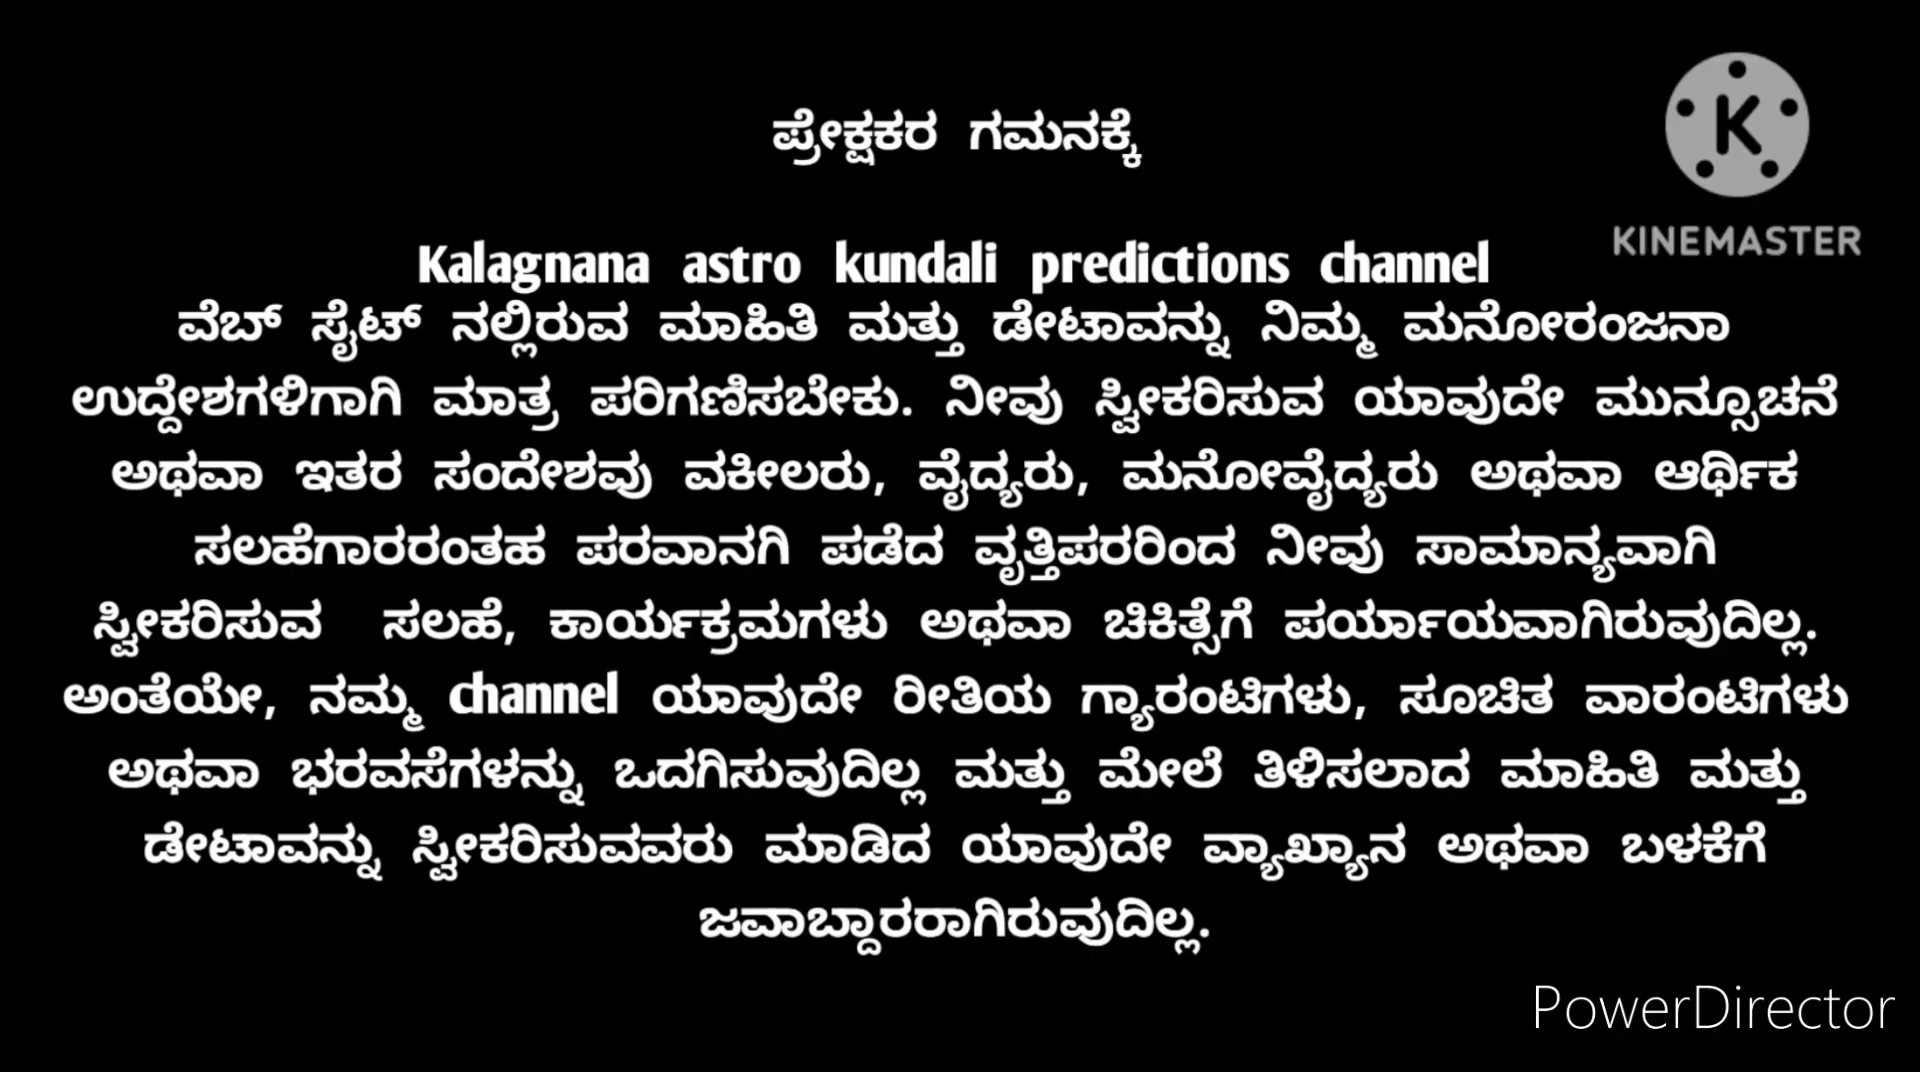 ಪ್ರೇಕ್ಷಕರ ಗಮನಕ್ಕೆ
K
KINEMASTER
Kalagnana astro kundali predictions channel
ವೆಬ್ ಸೈಟ್ ನಲ್ಲಿರುವ ಮಾಹಿತಿ ಮತ್ತು ಡೇಟಾವನ್ನು ನಿಮ್ಮ ಮನೋರಂಜನಾ
ಉದ್ದೇಶಗಳಿಗಾಗಿ ಮಾತ್ರ ಪರಿಗಣಿಸಬೇಕು. ನೀವು ಸ್ವೀಕರಿಸುವ ಯಾವುದೇ ಮುನ್ಸೂಚನೆ
ಅಥವಾ ಇತರ ಸಂದೇಶವು ವಕೀಲರು, ವೈದ್ಯರು, ಮನೋವೈದ್ಯರು ಅಥವಾ ಆರ್ಥಿಕ
ಸಲಹೆಗಾರರಂತಹ ಪರವಾನಗಿ ಪಡೆದ ವೃತ್ತಿಪರರಿಂದ ನೀವು ಸಾಮಾನ್ಯವಾಗಿ
ಸ್ವೀಕರಿಸುವ ಸಲಹೆ, ಕಾರ್ಯಕ್ರಮಗಳು ಅಥವಾ ಚಿಕಿತ್ಸೆಗೆ ಪರ್ಯಾಯವಾಗಿರುವುದಿಲ್ಲ.
ಅಂತೆಯೇ, ನಮ್ಮ channel ಯಾವುದೇ ರೀತಿಯ ಗ್ಯಾರಂಟಿಗಳು, ಸೂಚಿತ ವಾರಂಟಿಗಳು
ಅಥವಾ ಭರವಸೆಗಳನ್ನು ಒದಗಿಸುವುದಿಲ್ಲ ಮತ್ತು ಮೇಲೆ ತಿಳಿಸಲಾದ ಮಾಹಿತಿ ಮತ್ತು
ಡೇಟಾವನ್ನು ಸ್ವೀಕರಿಸುವವರು ಮಾಡಿದ ಯಾವುದೇ ವ್ಯಾಖ್ಯಾನ ಅಥವಾ ಬಳಕೆಗೆ
ಜವಾಬ್ದಾರರಾಗಿರುವುದಿಲ್ಲ.
PowerDirector